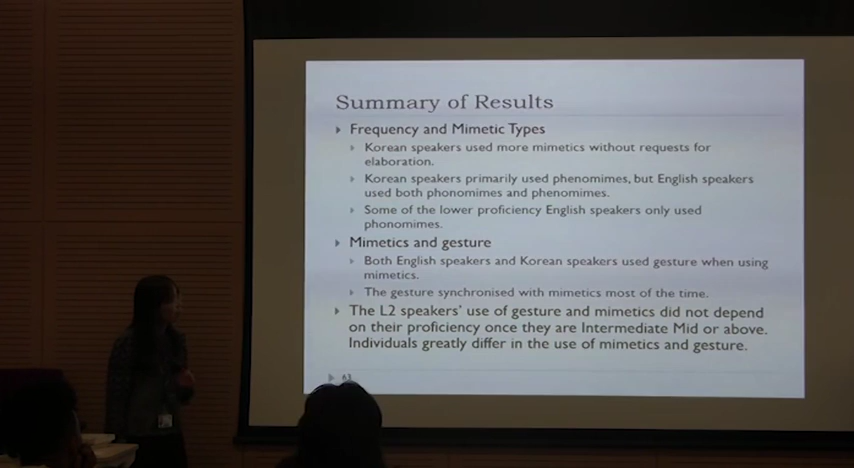 Summary of Results
Frequency and Mimetic Types
Korean speakers used more mimetics without requests for
elaboration.
Korean speakers primarily used phenomimes, but English speakers
used both phonomimes and phenomimes.
Some of the lower proficiency English speakers only used
phonomimes.
Mimetics and gesture
Both English speakers and Korean speakers used gesture when using
mimetics.
The gesture synchronised with mimetics most of the time.
The L2 speakers' use of gesture and mimetics did not depend
on their proficiency once they are Intermediate Mid or above.
Individuals greatly differ in the use of mimetics and gesture.